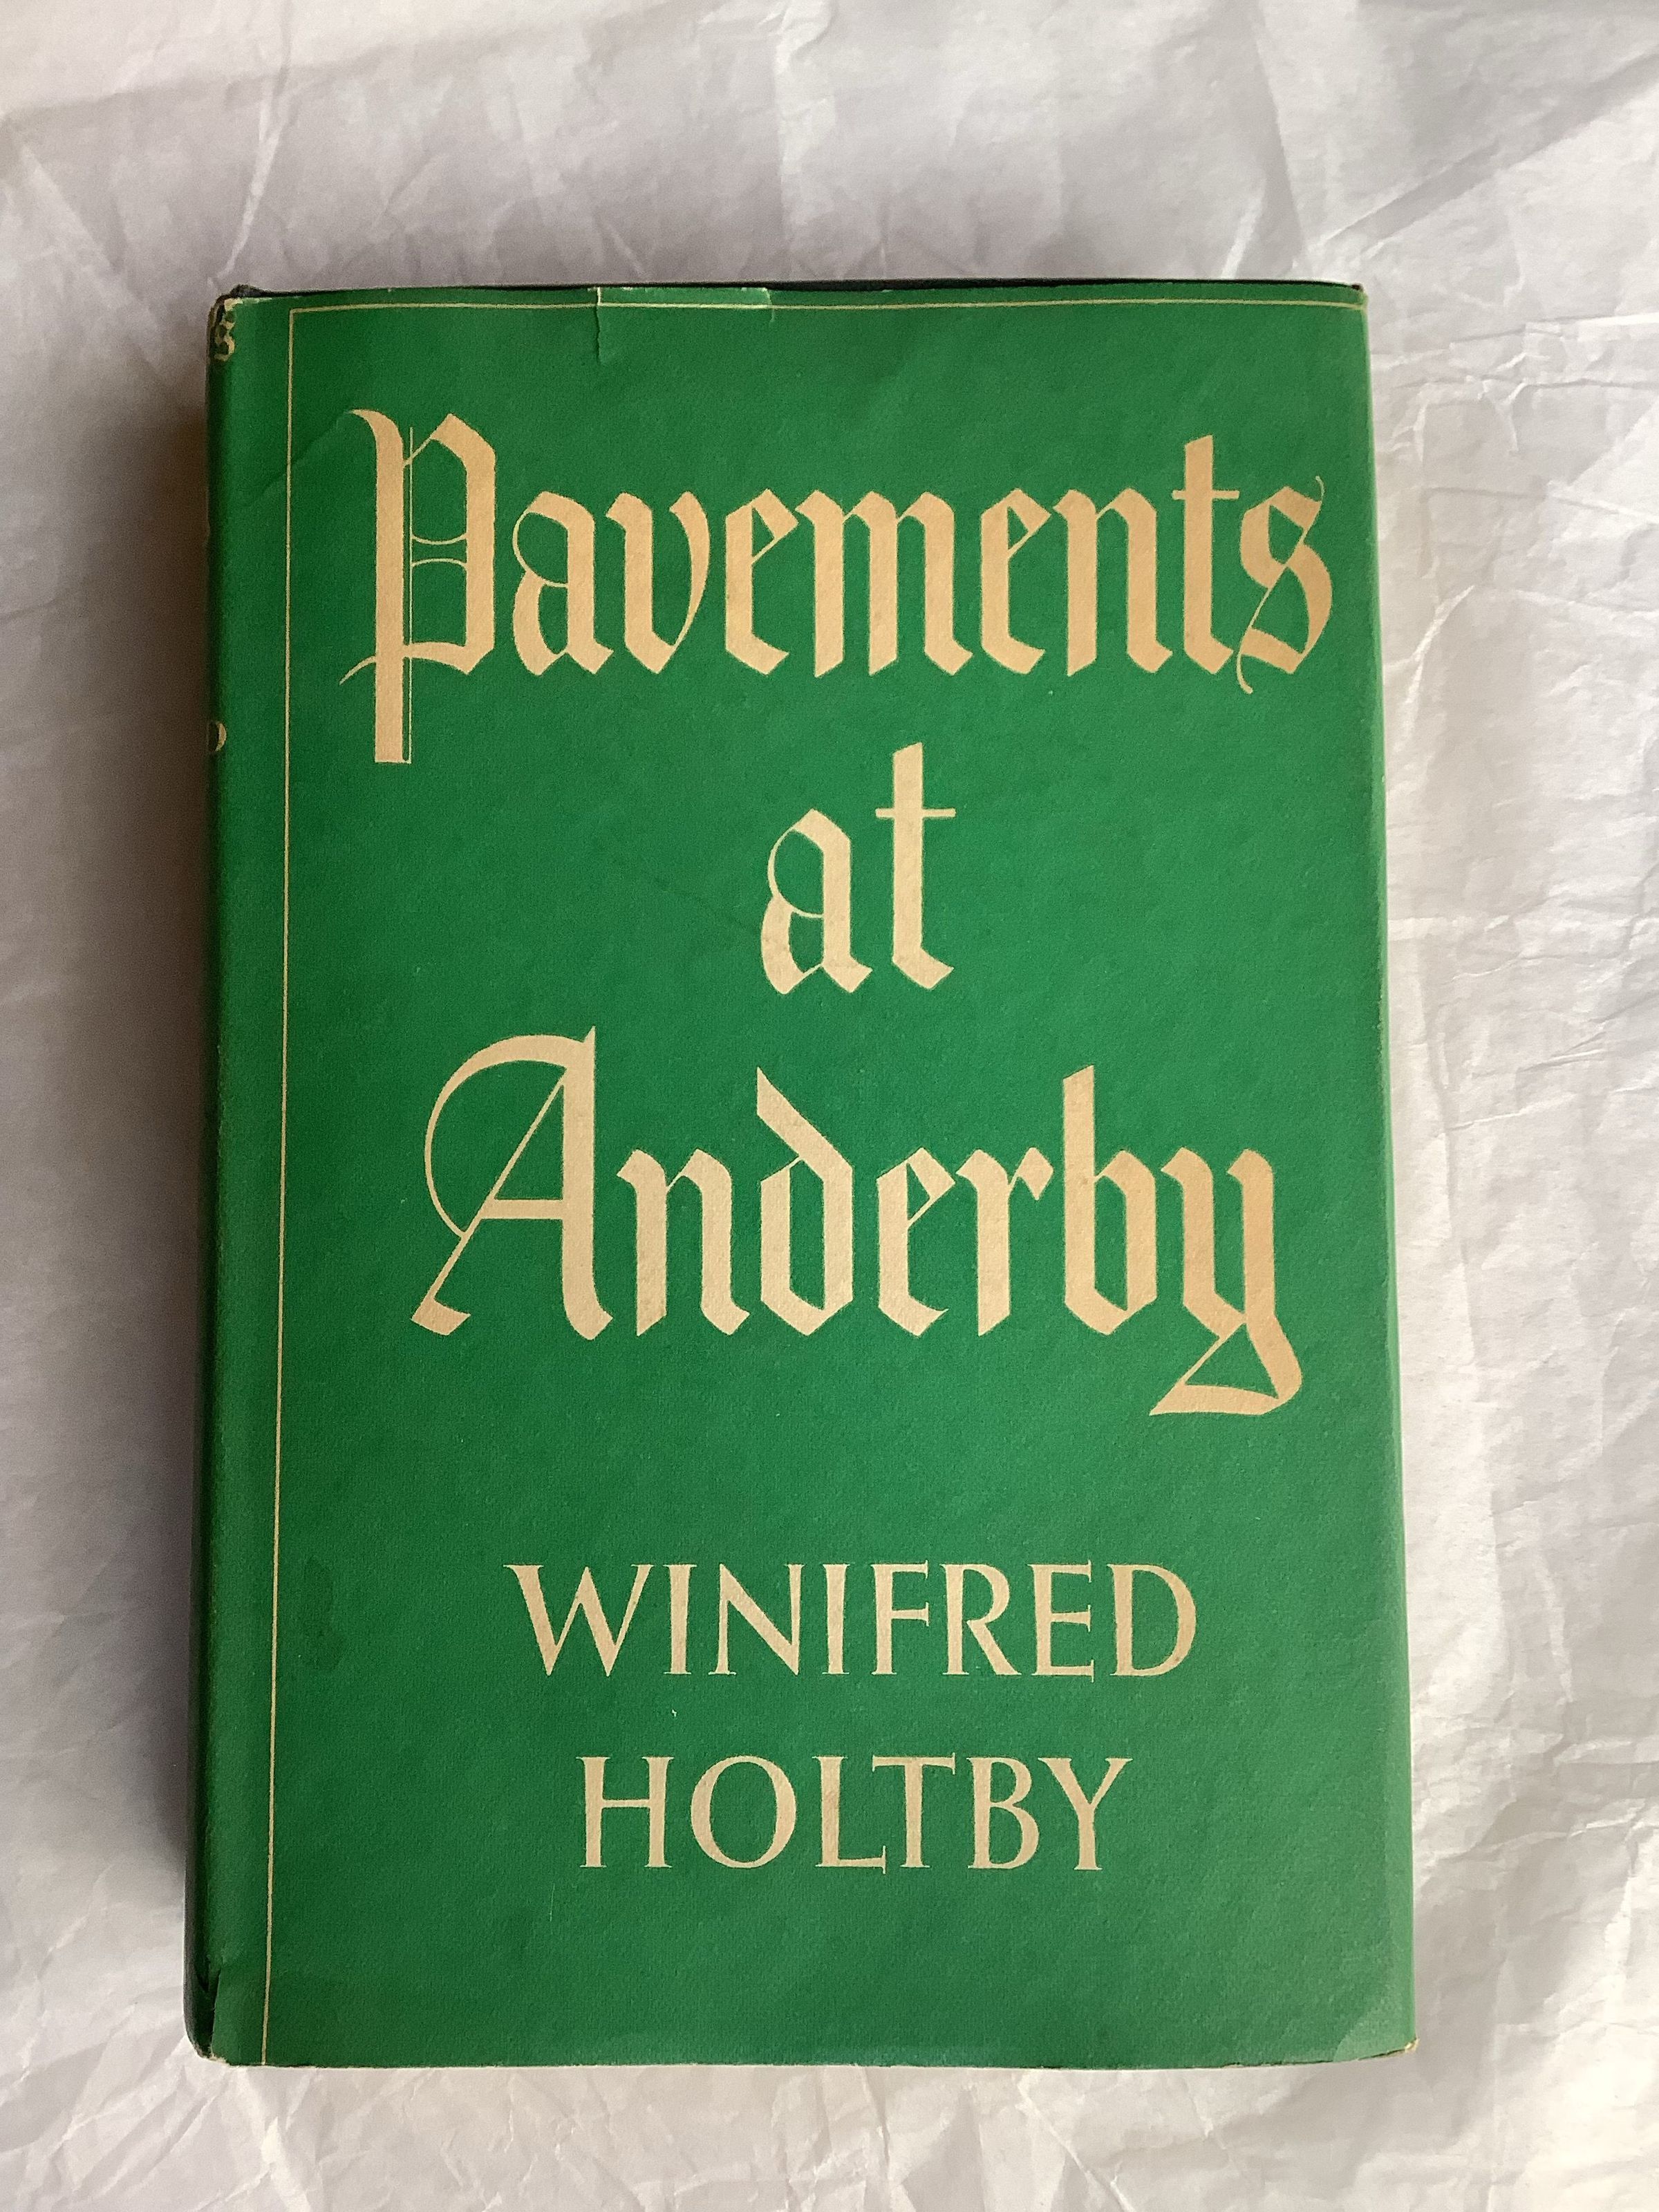 Pavements
at
Anderby
WINIFRED
HOLTBY